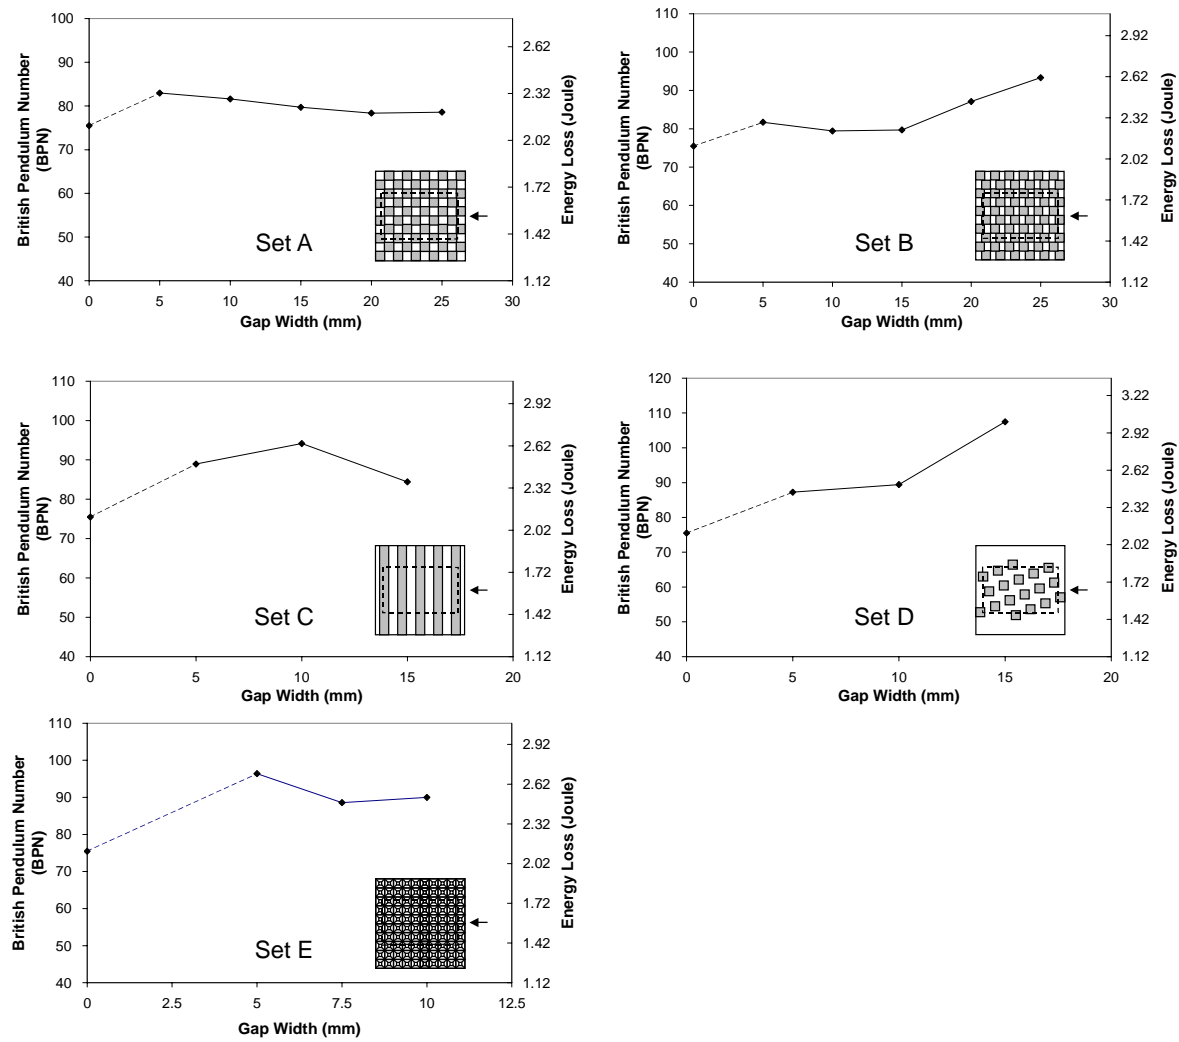 British Pendulum Number
(BPN)
100
90
80
70
60
50
40
2.62
2.32
2.02
1.72
1.42
1.12
Energy Loss (Joule)
Set A
0 5 10 15 20 25 30
Gap Width (mm)
British Pendulum Number
(BPN)
110
100
90
80
70
60
50
40
2.92
2.62
2.32
2.02
1.72
1.42
1.12
Energy Loss (Joule)
Set B
0 5 10 15 20 25 30
Gap Width (mm)
British Pendulum Number
(BPN)
110
100
90
80
70
60
50
40
2.92
2.62
2.32
2.02
1.72
1.42
1.12
Energy Loss (Joule)
Set C
0 5 10 15 20
Gap Width (mm)
British Pendulum Number
(BPN)
120
110
100
90
80
70
60
50
40
3.22
2.92
2.62
2.32
2.02
1.72
1.42
1.12
Energy Loss (Joule)
Set D
0 5 10 15 20
Gap Width (mm)
British Pendulum Number
(BPN)
110
100
90
80
70
60
50
40
2.92
2.62
2.32
2.02
1.72
1.42
1.12
Energy Loss (Joule)
Set E
0 2.5 5 7.5 10 12.5
Gap Width (mm)